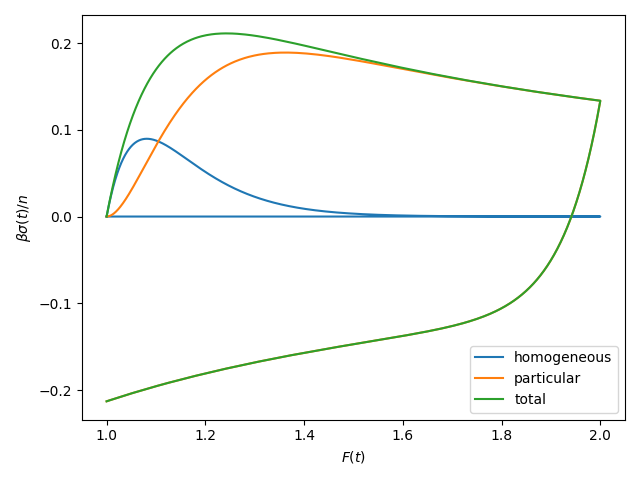 0.2
0.1
0.0
−0.1
−0.2
βσ(t)/n
1.0 1.2 1.4 1.6 1.8 2.0
F(t)
homogeneous
particular
total